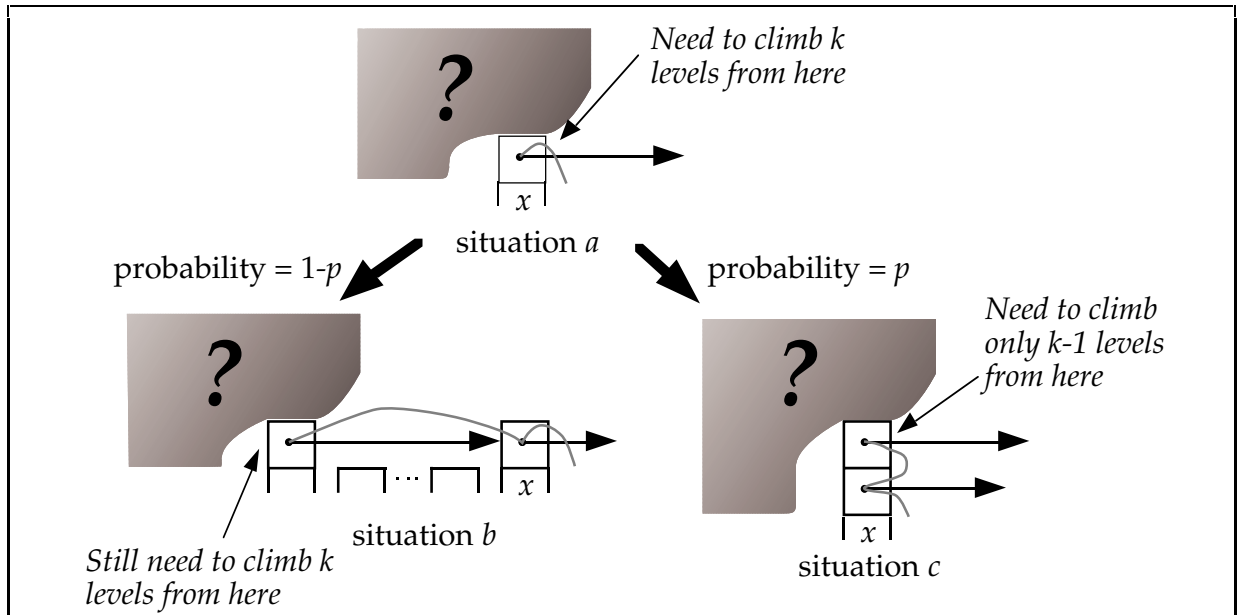 ?
Need to climb k
levels from here
x
situation a
probability = 1-p
probability = p
?
?
Need to climb
only k-1 levels
from here
...
x
situation b
x
situation c
Still need to climb k
levels from here